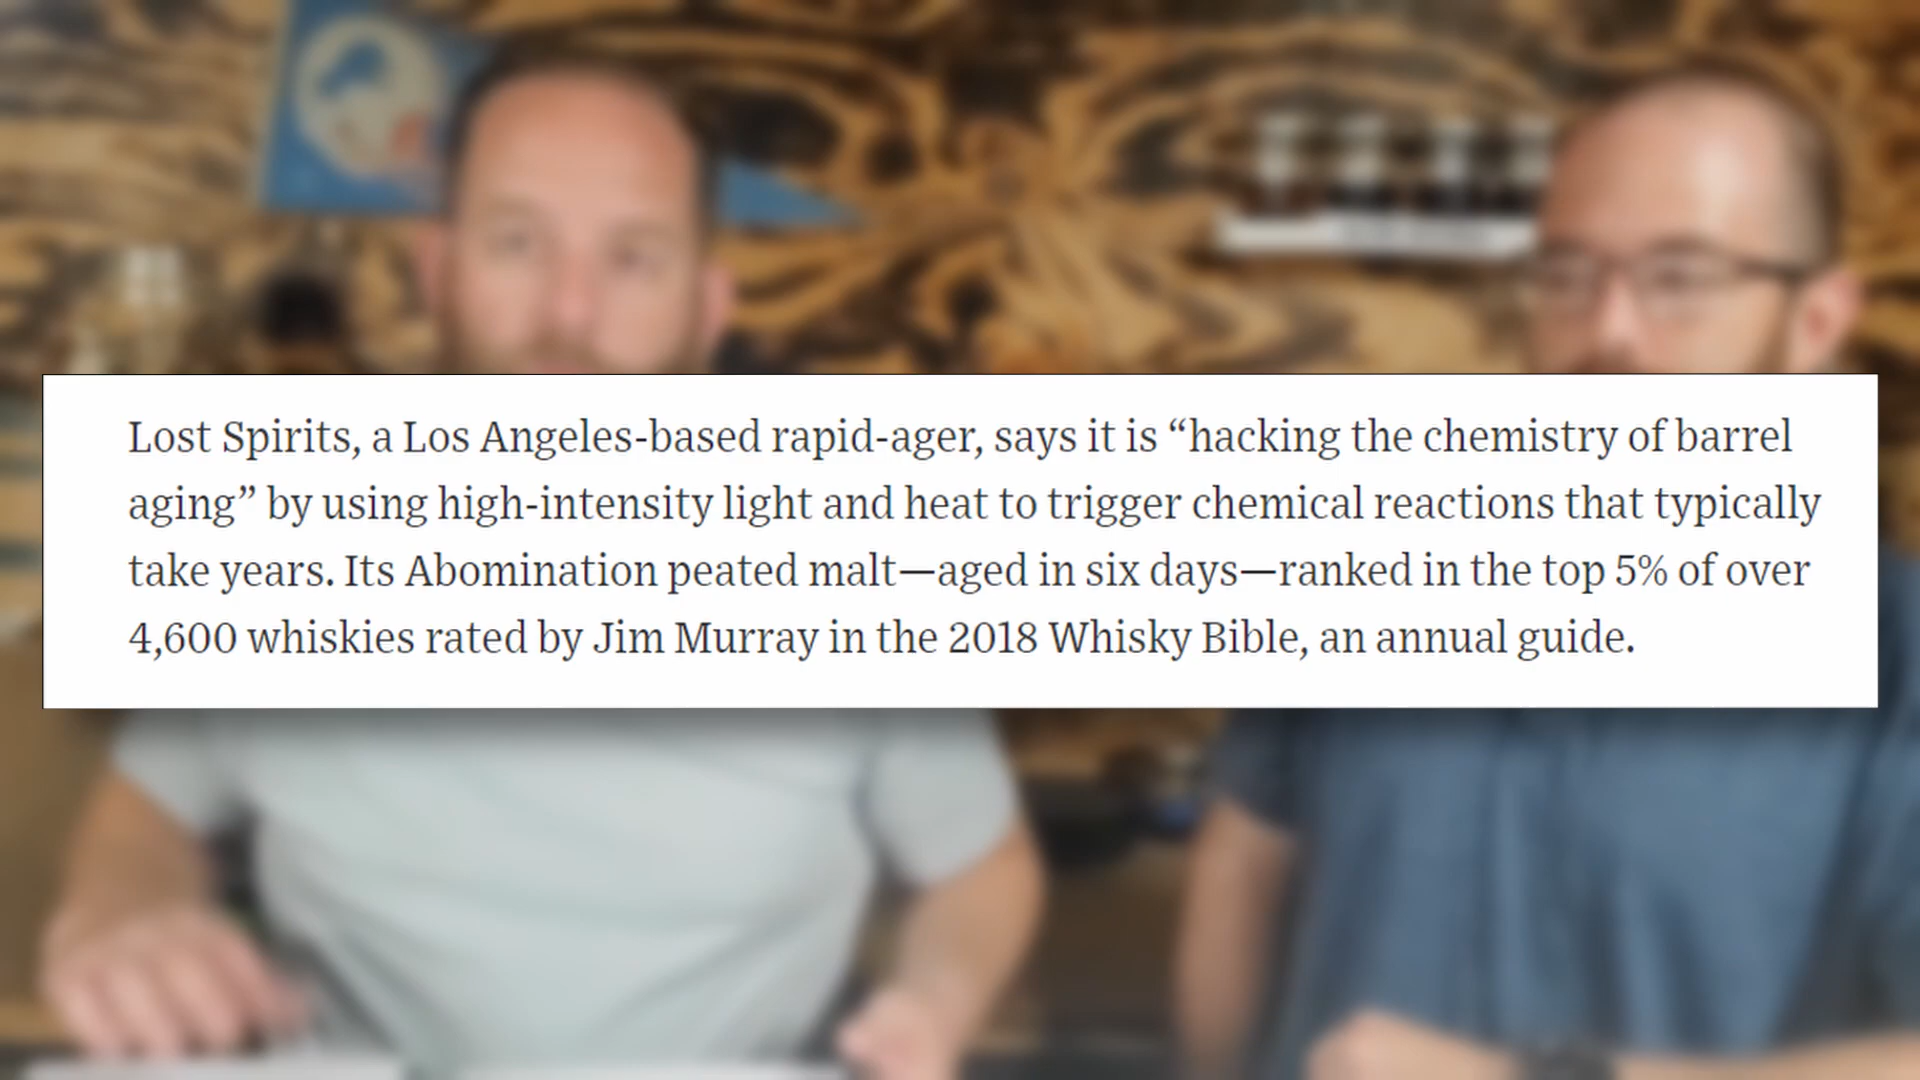 Lost Spirits, a Los Angeles-based rapid-ager, says it is “hacking the chemistry of barrel
aging” by using high-intensity light and heat to trigger chemical reactions that typically
take years. Its Abomination peated malt—aged in six days—ranked in the top 5% of over
4,600 whiskies rated by Jim Murray in the 2018 Whisky Bible, an annual guide.